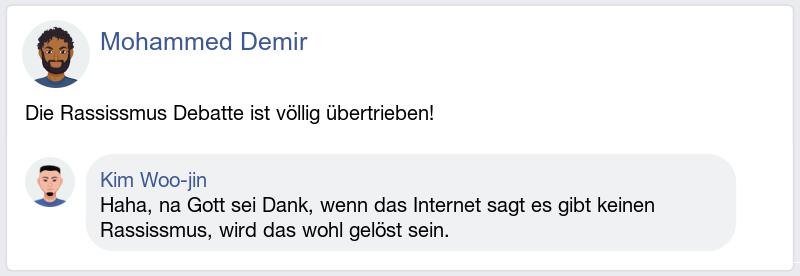 Mohammed Demir
Die Rassissmus Debatte ist völlig übertrieben!
Kim Woo-jin
Haha, na Gott sei Dank, wenn das Internet sagt es gibt keinen
Rassissmus, wird das wohl gelöst sein.